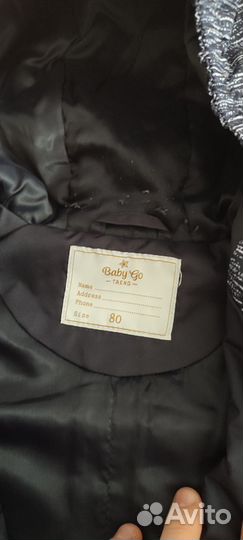 Baby Go
TREND
Name
Address
Phone
Size 80
Avito